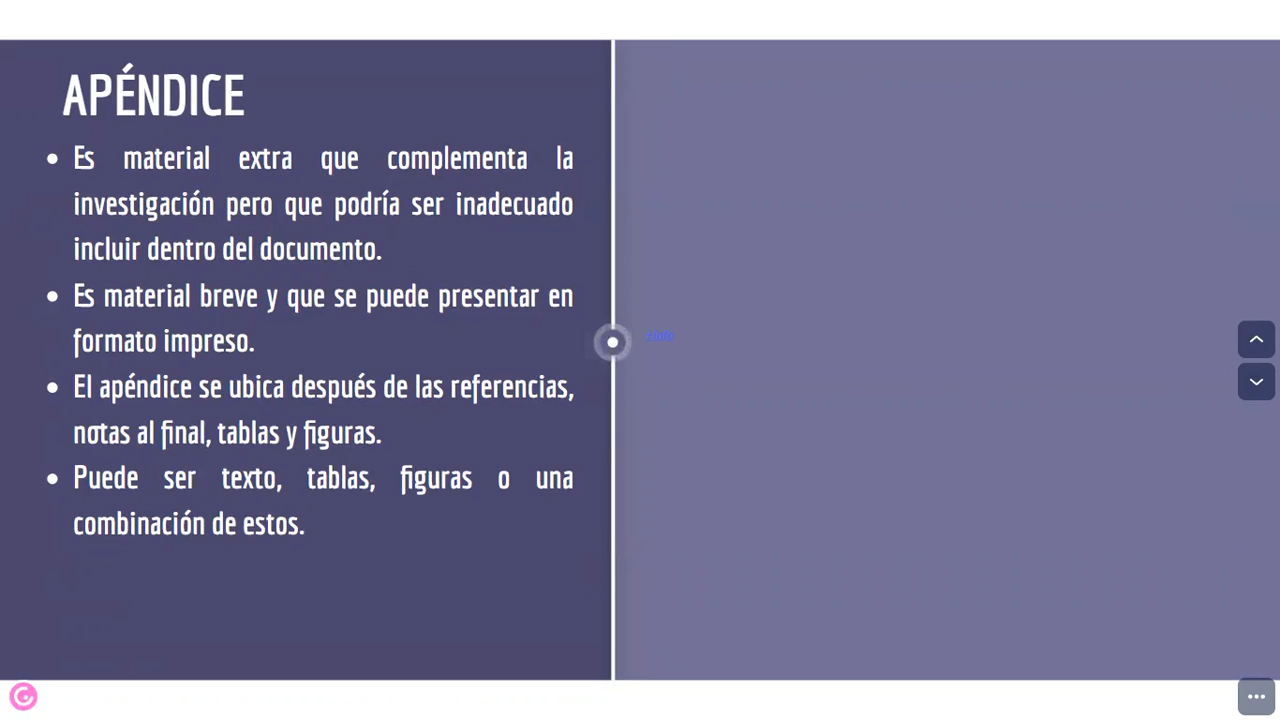 APÉNDICE
• Es material extra que complementa la
investigación pero que podría ser inadecuado
incluir dentro del documento.
• Es material breve y que se puede presentar en
formato impreso.
• El apéndice se ubica después de las referencias,
notas al final, tablas y figuras.
• Puede ser texto, tablas, figuras o una
combinación de estos.